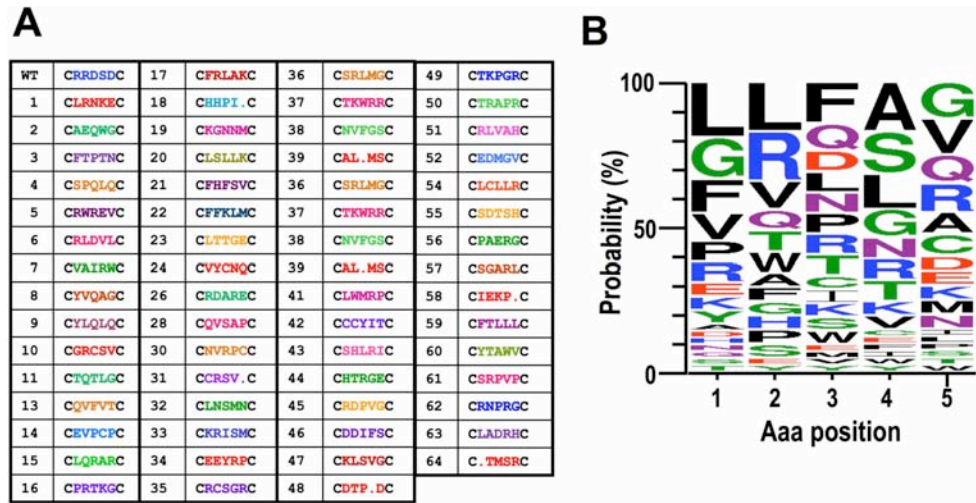 A
WT CRRDSDC 17 CFRLAKC 36 CSRLMGC 49 CTKPGRC
1 CLRNKEC 18 CHHPI.C 37 CTKWRRC 50 CTRAPRC
2 CAEQWGC 19 CKGNNMC 38 CNVFGSC 51 CRLVAHC
3 CFTPTNC 20 CLSLLKC 39 CAL.MSC 52 CEDMGVC
4 CSPQLQC 21 CFHFSVC 36 CSRLMGC 54 CLCLLRC
5 CRWREVC 22 CFFKLMC 37 CTKWRRC 55 CSDTSHC
6 CRLDVLC 23 CLTTGEC 38 CNVFGSC 56 CPAERGC
7 CVAIRWC 24 CVYCNQC 39 CAL.MSC 57 CSGARLC
8 CYVQAGC 26 CRDAREC 41 CLWMRPC 58 CIEKP.C
9 CYLQLQC 28 CQVSAPC 42 CCCYITC 59 CFTLLLC
10 CGRCSVC 30 CNVRPCC 43 CSHLRIC 60 CYTAWVC
11 CTQTLGC 31 CCRSV.C 44 CHTRGEC 61 CSRPVPC
13 CQVFVTC 32 CLNSMNC 45 CRDPVGC 62 CRNPRGC
14 CEVPCPC 33 CKRISMC 46 CDDIFSC 63 CLADRHC
15 CLQRARC 34 CEEYRPC 47 CKLSVGC 64 C.TMSRC
16 CPRTKGC 35 CRCSGRC 48 CDTP.DC
B
Probability (%)
100
50
0
L L F A G
G R Q S V
F V D L Q
V Q L G R
P T N N A
R W P R C
1 2 3 4 5
Aaa position